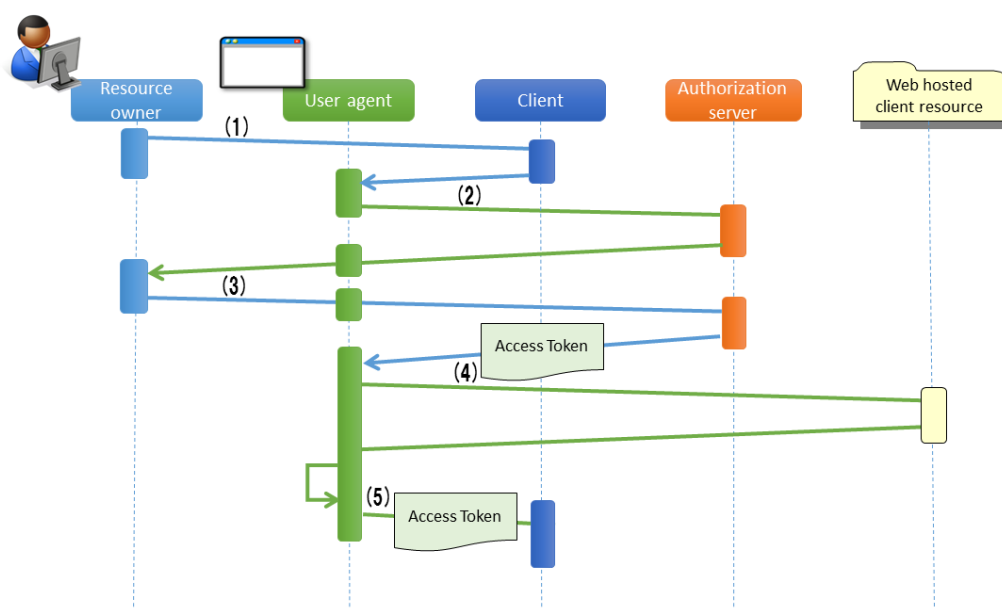 Resource
owner
User agent
Client
Authorization
server
Web hosted
client resource
(1)
(2)
(3)
Access Token
(4)
(5)
Access Token